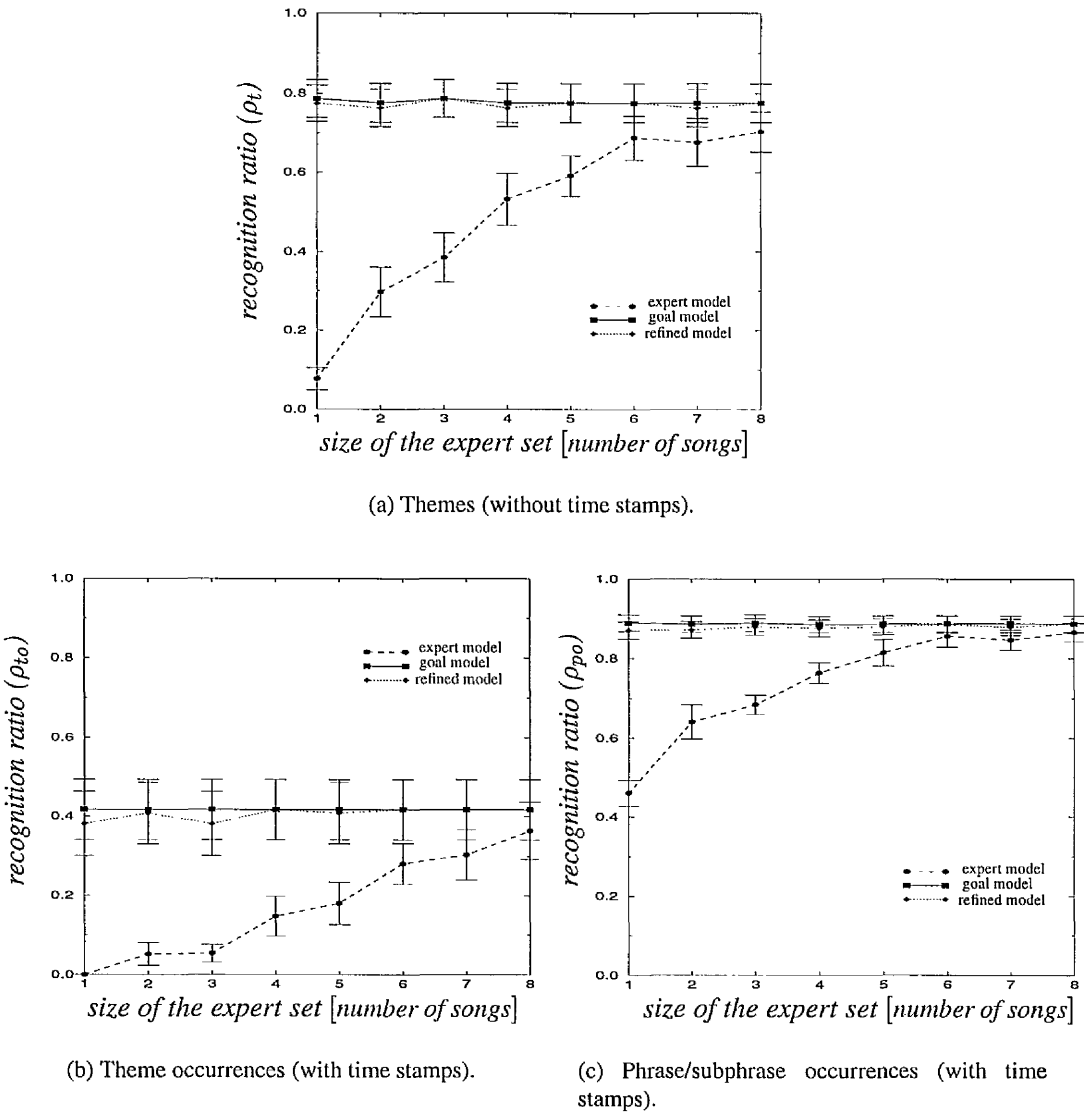 1.0
0.8
0.6
0.4
0.2
0.0
recognition ratio (ρt)
expert model
goal model
refined model
1 2 3 4 5 6 7 8
size of the expert set [number of songs]
(a) Themes (without time stamps).
1.0
0.8
0.6
0.4
0.2
0.0
recognition ratio (ρto)
expert model
goal model
refined model
1 2 3 4 5 6 7 8
size of the expert set [number of songs]
(b) Theme occurrences (with time stamps).
1.0
0.8
0.6
0.4
0.2
0.0
recognition ratio (ρpo)
expert model
goal model
refined model
1 2 3 4 5 6 7 8
size of the expert set [number of songs]
(c) Phrase/subphrase occurrences (with time
stamps).